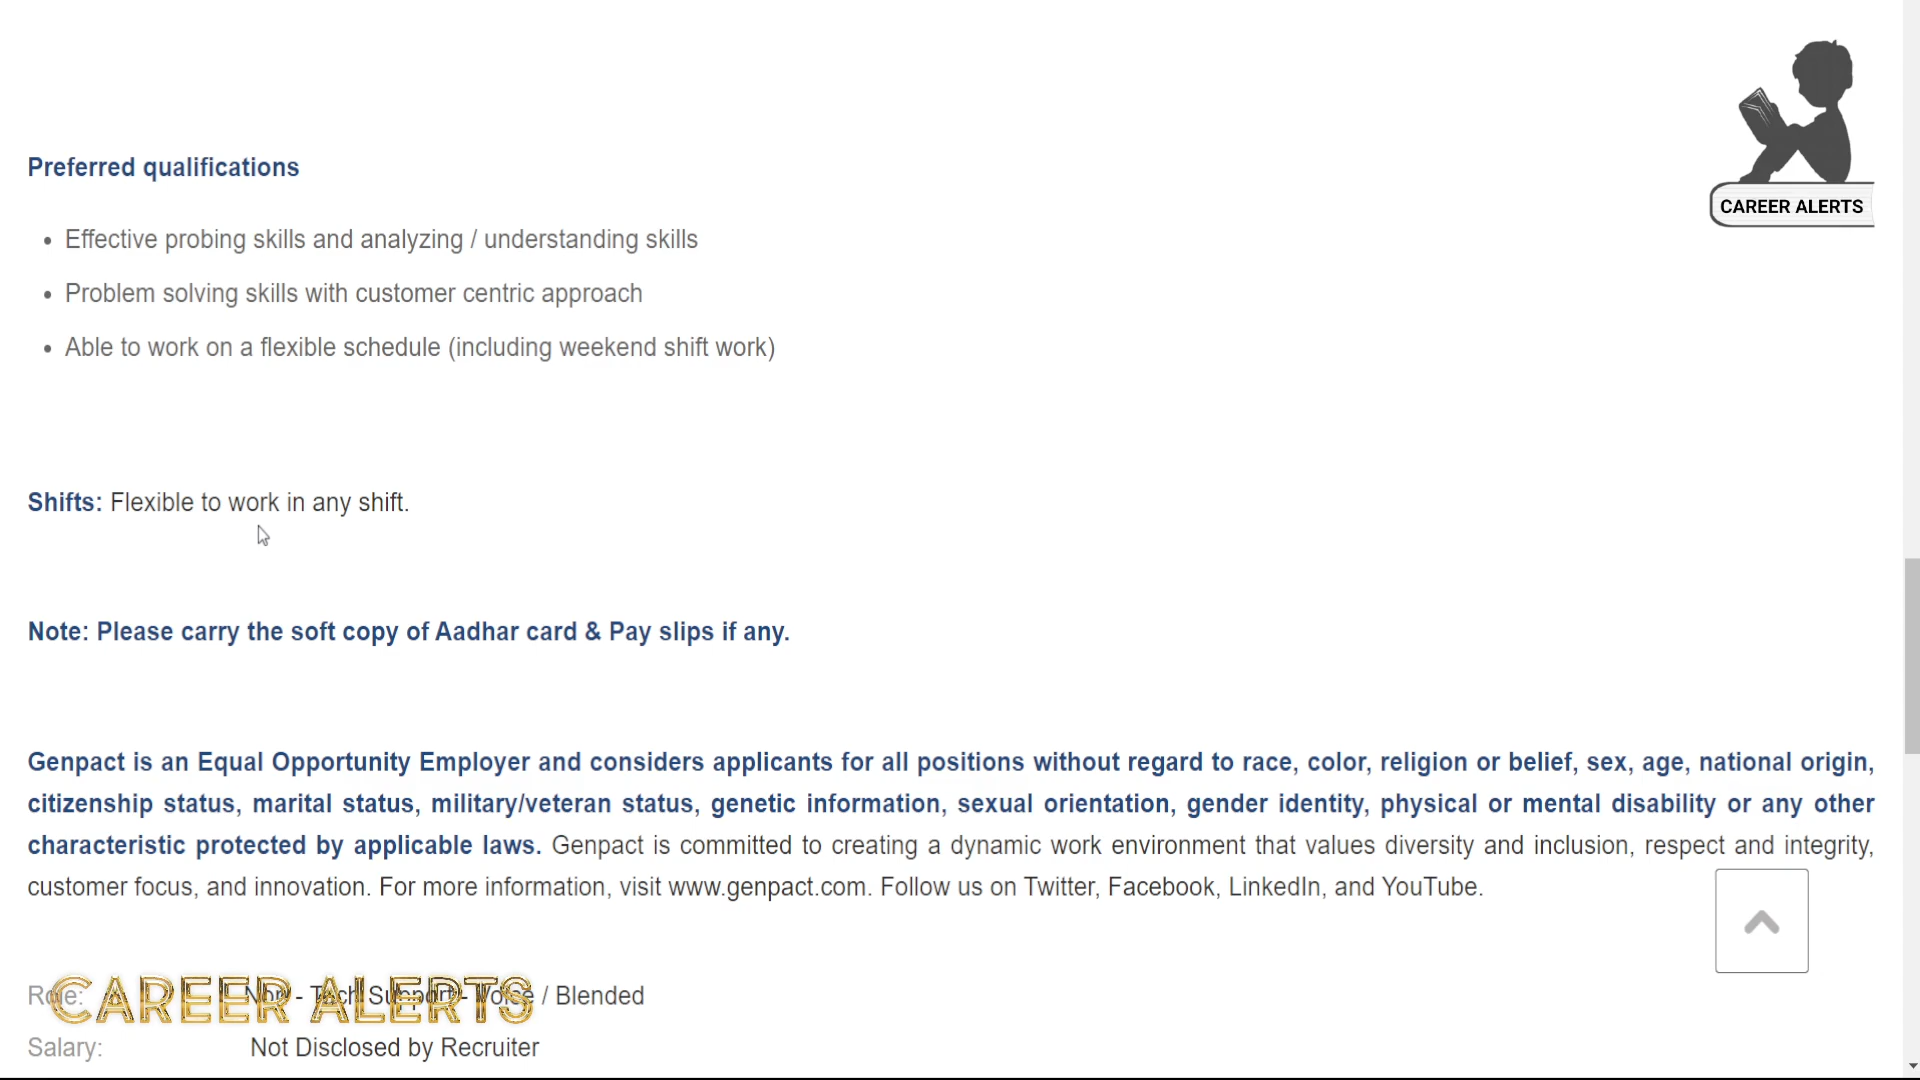 CAREER ALERTS
Preferred qualifications
• Effective probing skills and analyzing / understanding skills
• Problem solving skills with customer centric approach
• Able to work on a flexible schedule (including weekend shift work)
Shifts: Flexible to work in any shift.
Note: Please carry the soft copy of Aadhar card & Pay slips if any.
Genpact is an Equal Opportunity Employer and considers applicants for all positions without regard to race, color, religion or belief, sex, age, national origin,
citizenship status, marital status, military/veteran status, genetic information, sexual orientation, gender identity, physical or mental disability or any other
characteristic protected by applicable laws. Genpact is committed to creating a dynamic work environment that values diversity and inclusion, respect and integrity,
customer focus, and innovation. For more information, visit www.genpact.com. Follow us on Twitter, Facebook, LinkedIn, and YouTube.
Role: Non - Tech Support - Voice / Blended
CAREER ALERTS
Salary: Not Disclosed by Recruiter